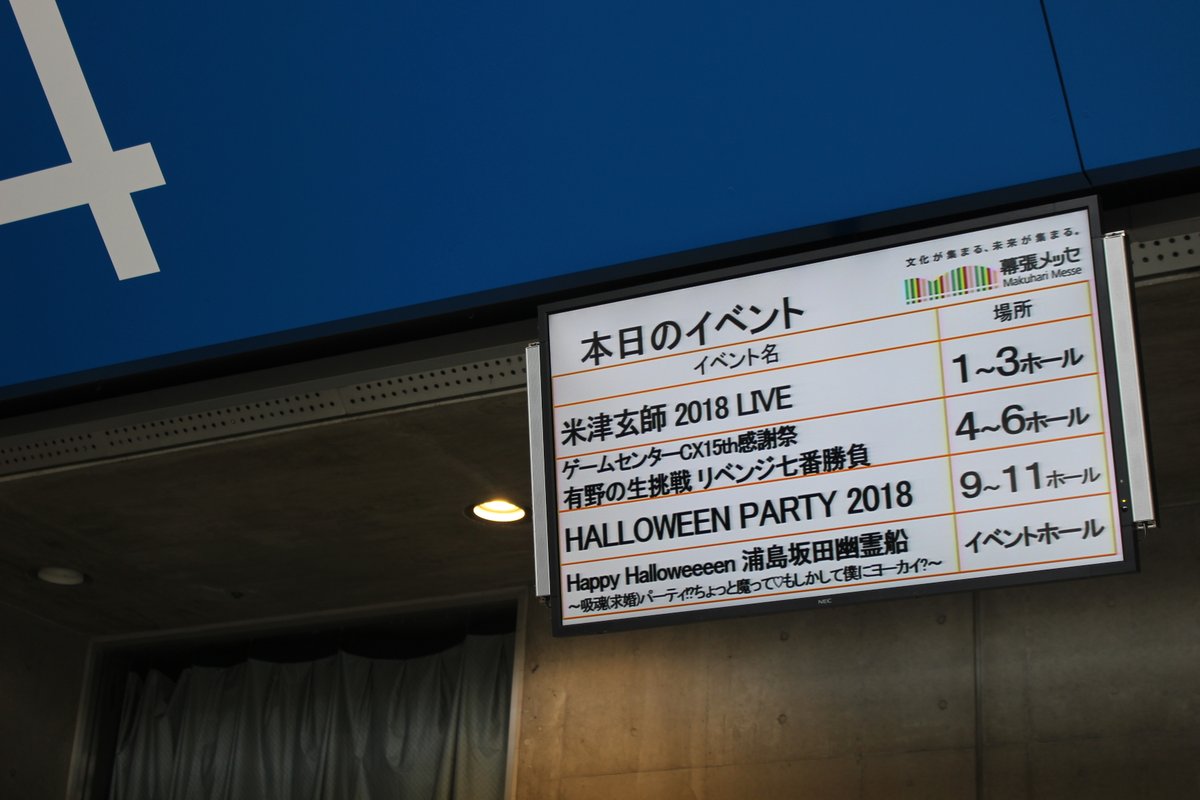 4
文化が集まる、未来が集まる。
幕張メッセ
Makuhari Messe
本日のイベント
イベント名 場所
米津玄師 2018 LIVE 1～3ホール
ゲームセンターCX15th感謝祭
有野の生挑戦 リベンジ七番勝負 4～6ホール
HALLOWEEN PARTY 2018 9～11ホール
Happy Halloweeeen 浦島坂田幽霊船 イベントホール
～吸魂(求婚)パーティ!?ちょっと魔って♡もしかして僕にヨーカイ?～
NEC